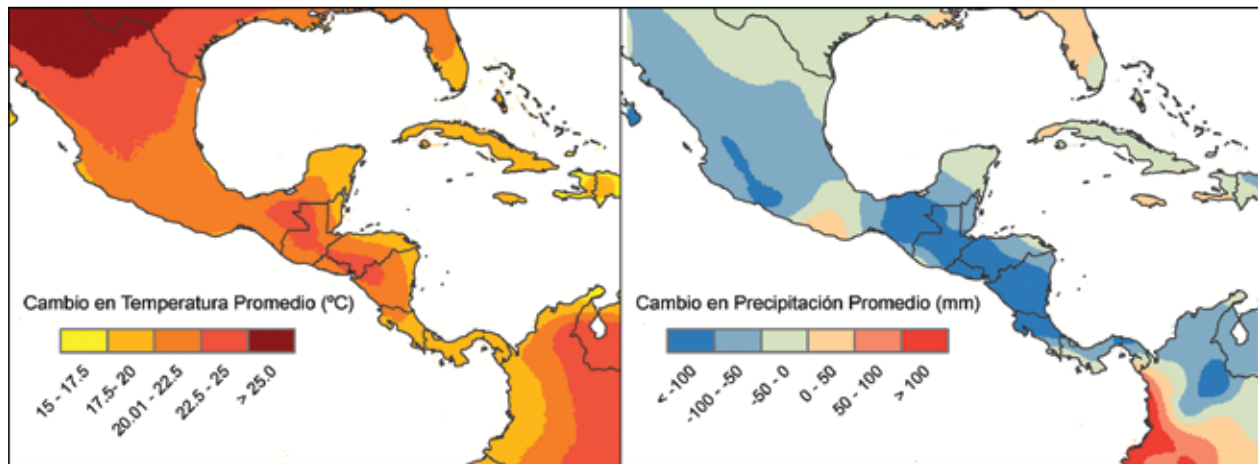 Cambio en Temperatura Promedio (ºC)
15 - 17.5
17.5- 20
20.01 - 22.5
22.5 - 25
> 25.0
Cambio en Precipitación Promedio (mm)
< -100
-100 - -50
-50 - 0
0 - 50
50 - 100
> 100